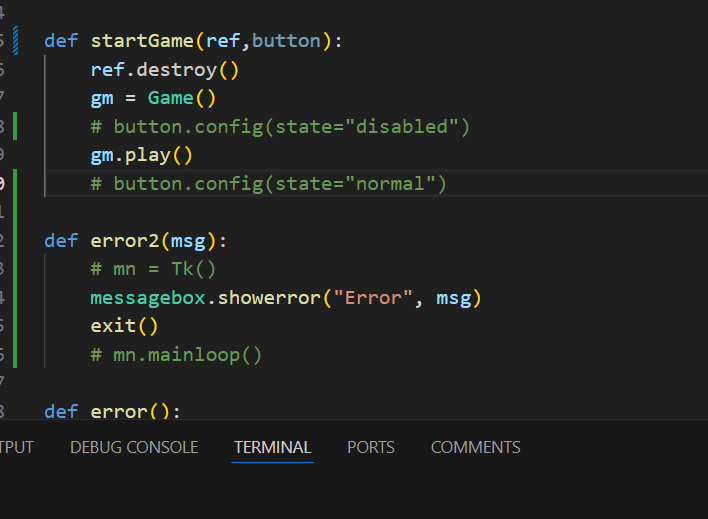 def startGame(ref,button):
    ref.destroy()
    gm = Game()
    # button.config(state="disabled")
    gm.play()
    # button.config(state="normal")
def error2(msg):
    # mn = Tk()
    messagebox.showerror("Error", msg)
    exit()
    # mn.mainloop()
def error():
TPUT DEBUG CONSOLE TERMINAL PORTS COMMENTS